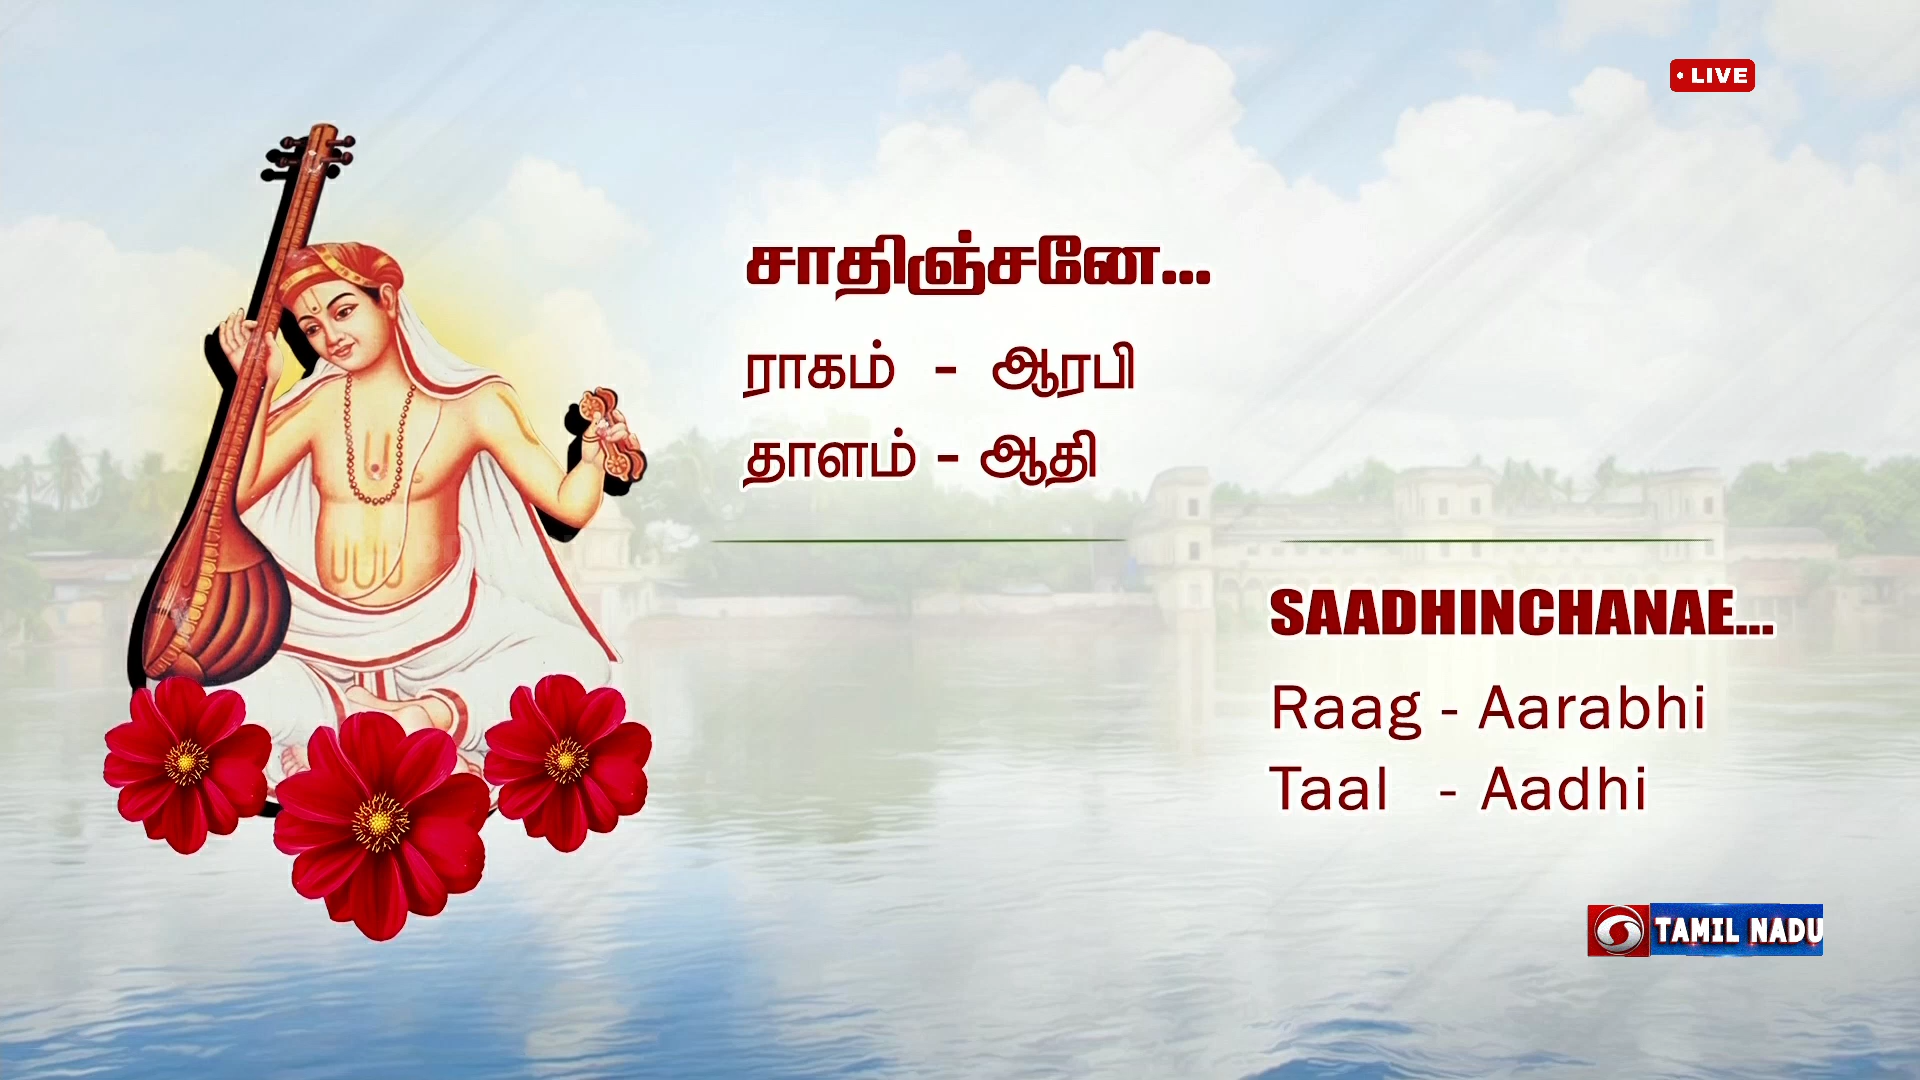 LIVE
சாதிஞ்சனே...
ராகம் - ஆரபி
தாளம் - ஆதி
SAADHINCHANAE...
Raag - Aarabhi
Taal - Aadhi
TAMIL NADU